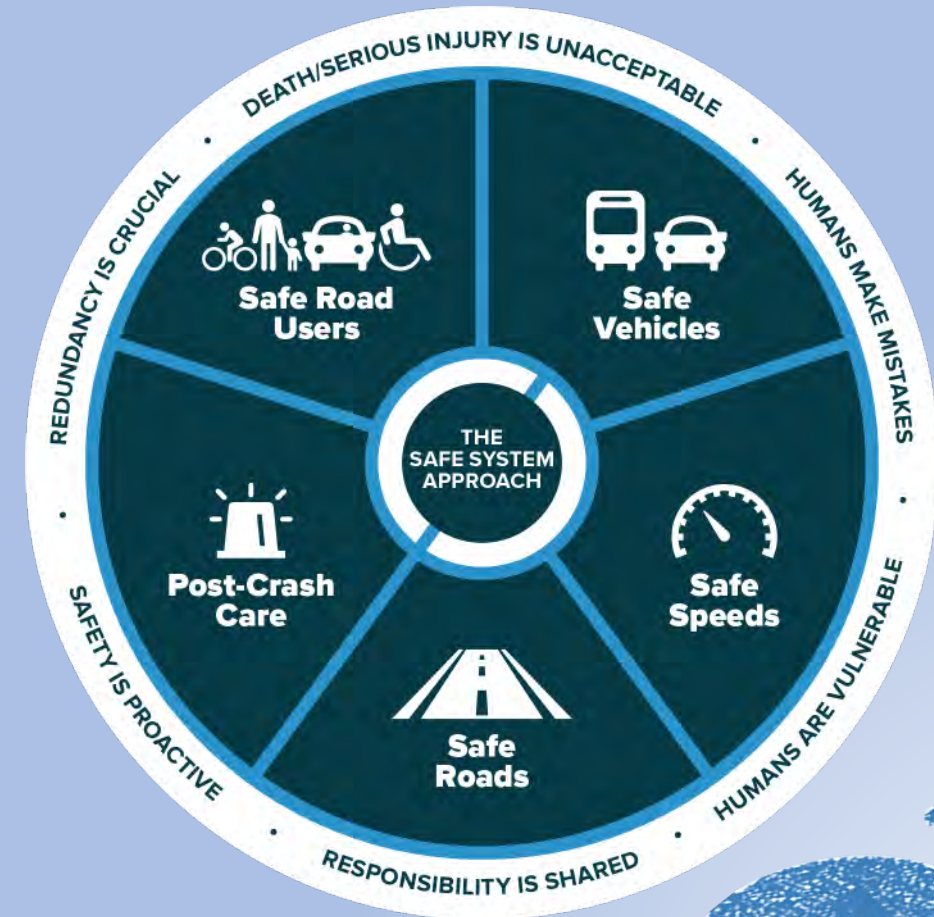 DEATH/SERIOUS INJURY IS UNACCEPTABLE
HUMANS MAKE MISTAKES
HUMANS ARE VULNERABLE
RESPONSIBILITY IS SHARED
SAFETY IS PROACTIVE
REDUNDANCY IS CRUCIAL
Safe Road
Users
Safe
Vehicles
Safe
Speeds
Safe
Roads
Post-Crash
Care
THE
SAFE SYSTEM
APPROACH